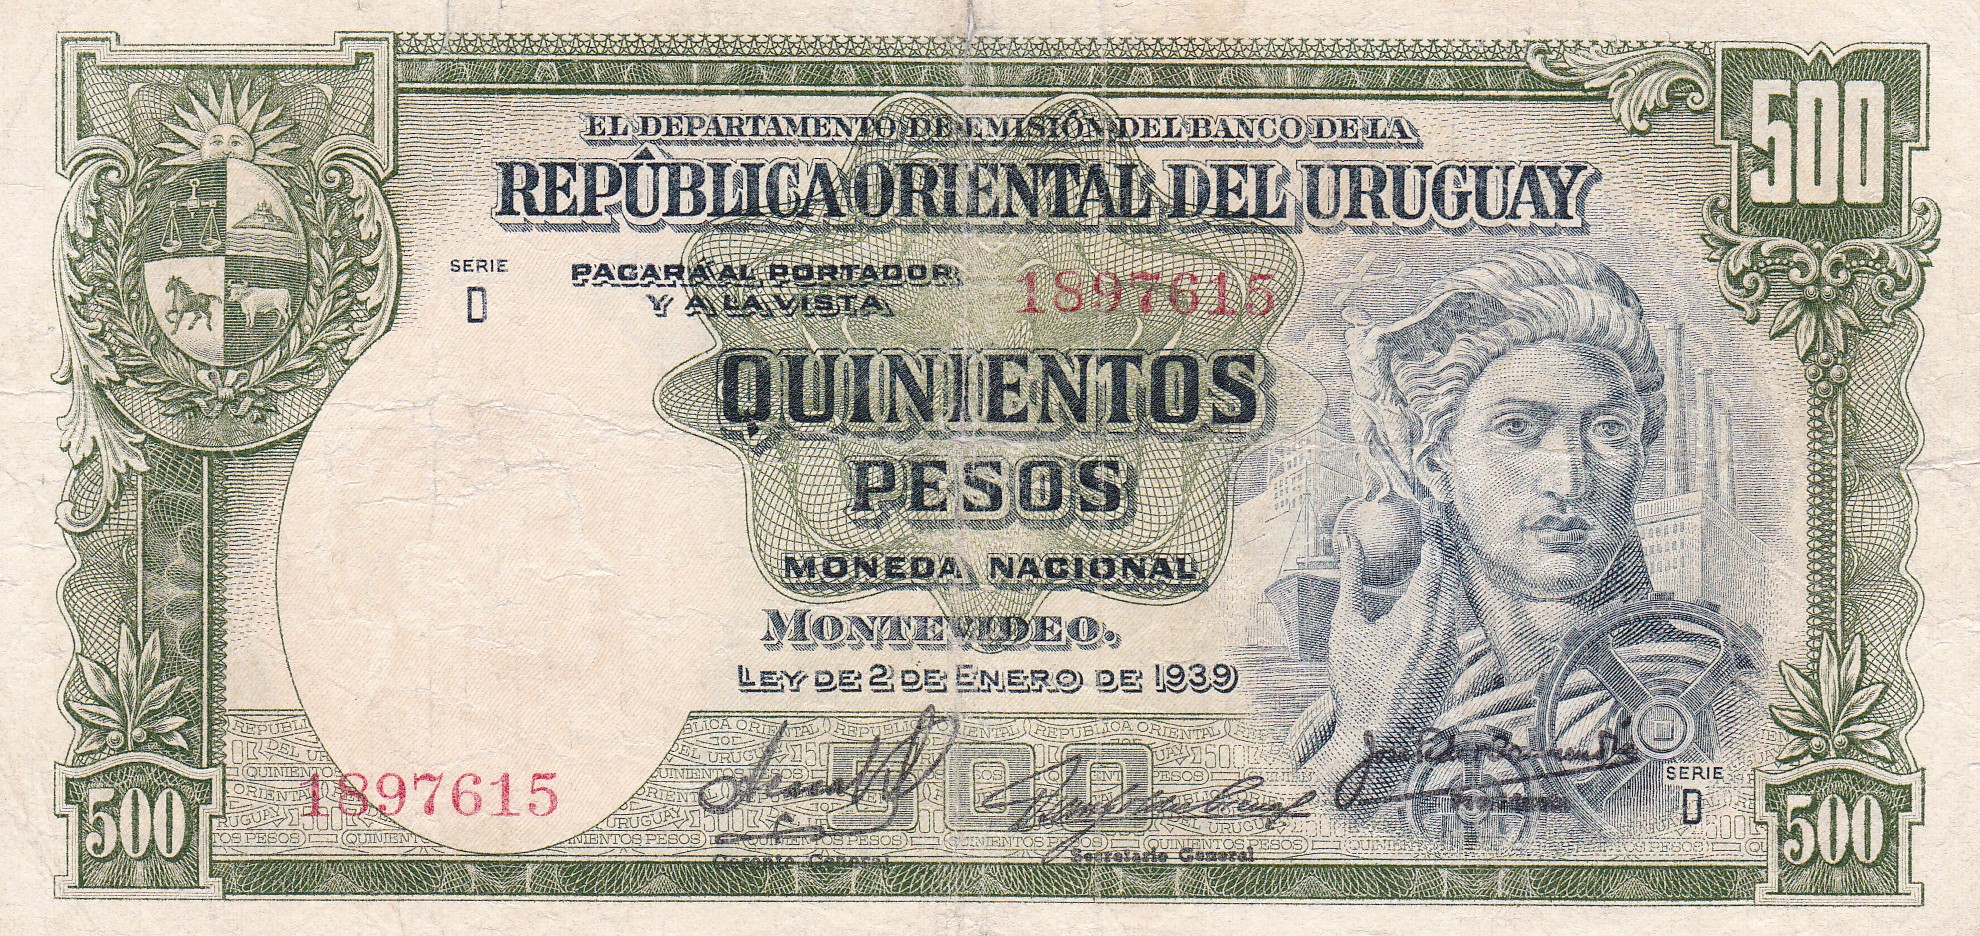 500
EL DEPARTAMENTO DE EMISIÓN DEL BANCO DE LA
REPÚBLICA ORIENTAL DEL URUGUAY
SERIE
D
PAGARÁ AL PORTADOR
Y A LA VISTA
1897615
QUINIENTOS
PESOS
MONEDA NACIONAL
MONTEVIDEO.
LEY DE 2 DE ENERO DE 1939
1897615
500
500
Gerente General
Secretario General
SERIE
D
500